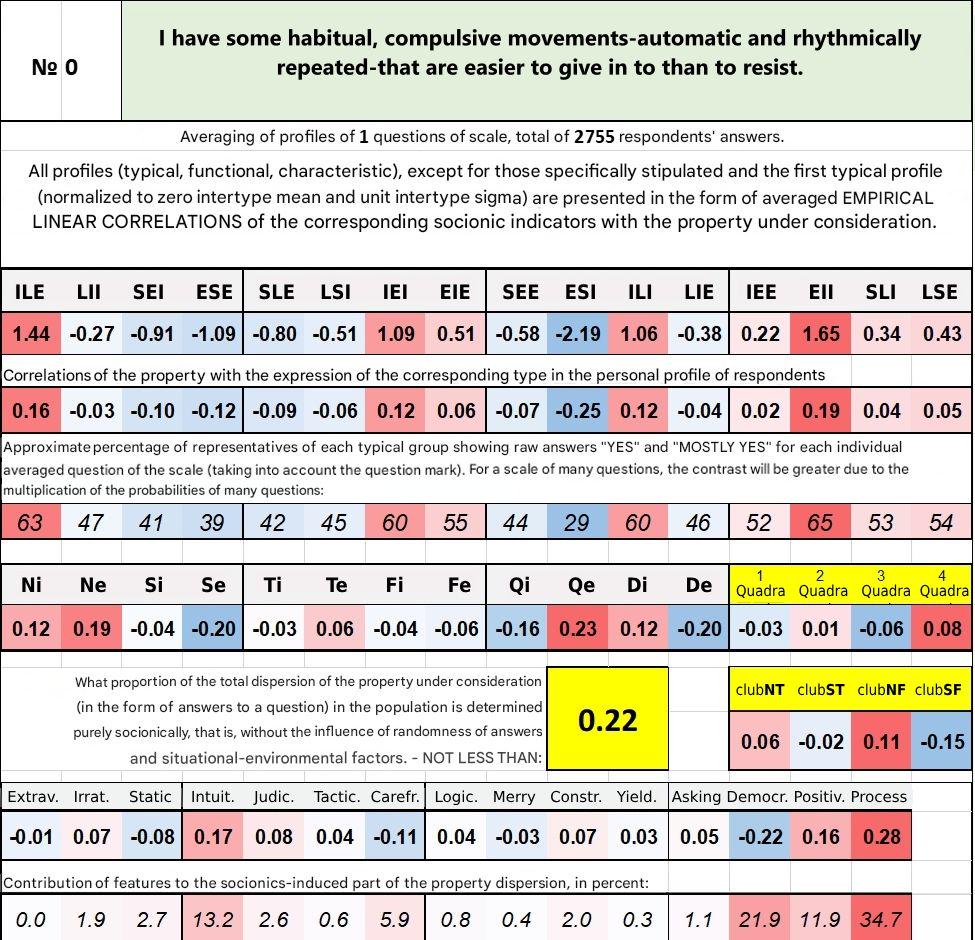 № 0
I have some habitual, compulsive movements-automatic and rhythmically
repeated-that are easier to give in to than to resist.
Averaging of profiles of 1 questions of scale, total of 2755 respondents' answers.
All profiles (typical, functional, characteristic), except for those specifically stipulated and the first typical profile
(normalized to zero intertype mean and unit intertype sigma) are presented in the form of averaged EMPIRICAL
LINEAR CORRELATIONS of the corresponding socionic indicators with the property under consideration.
ILE LII SEI ESE SLE LSI IEI EIE SEE ESI ILI LIE IEE EII SLI LSE
1.44 -0.27 -0.91 -1.09 -0.80 -0.51 1.09 0.51 -0.58 -2.19 1.06 -0.38 0.22 1.65 0.34 0.43
Correlations of the property with the expression of the corresponding type in the personal profile of respondents
0.16 -0.03 -0.10 -0.12 -0.09 -0.06 0.12 0.06 -0.07 -0.25 0.12 -0.04 0.02 0.19 0.04 0.05
Approximate percentage of representatives of each typical group showing raw answers "YES" and "MOSTLY YES" for each individual
averaged question of the scale (taking into account the question mark). For a scale of many questions, the contrast will be greater due to the
multiplication of the probabilities of many questions:
63 47 41 39 42 45 60 55 44 29 60 46 52 65 53 54
Ni Ne Si Se Ti Te Fi Fe Qi Qe Di De 1 Quadra 2 Quadra 3 Quadra 4 Quadra
0.12 0.19 -0.04 -0.20 -0.03 0.06 -0.04 -0.06 -0.16 0.23 0.12 -0.20 -0.03 0.01 -0.06 0.08
What proportion of the total dispersion of the property under consideration
(in the form of answers to a question) in the population is determined
purely socionically, that is, without the influence of randomness of answers
and situational-environmental factors. - NOT LESS THAN:
0.22
clubNT clubST clubNF clubSF
0.06 -0.02 0.11 -0.15
Extrav. Irrat. Static Intuit. Judic. Tactic. Carefr. Logic. Merry Constr. Yield. Asking Democr. Positiv. Process
-0.01 0.07 -0.08 0.17 0.08 0.04 -0.11 0.04 -0.03 0.07 0.03 0.05 -0.22 0.16 0.28
Contribution of features to the socionics-induced part of the property dispersion, in percent:
0.0 1.9 2.7 13.2 2.6 0.6 5.9 0.8 0.4 2.0 0.3 1.1 21.9 11.9 34.7